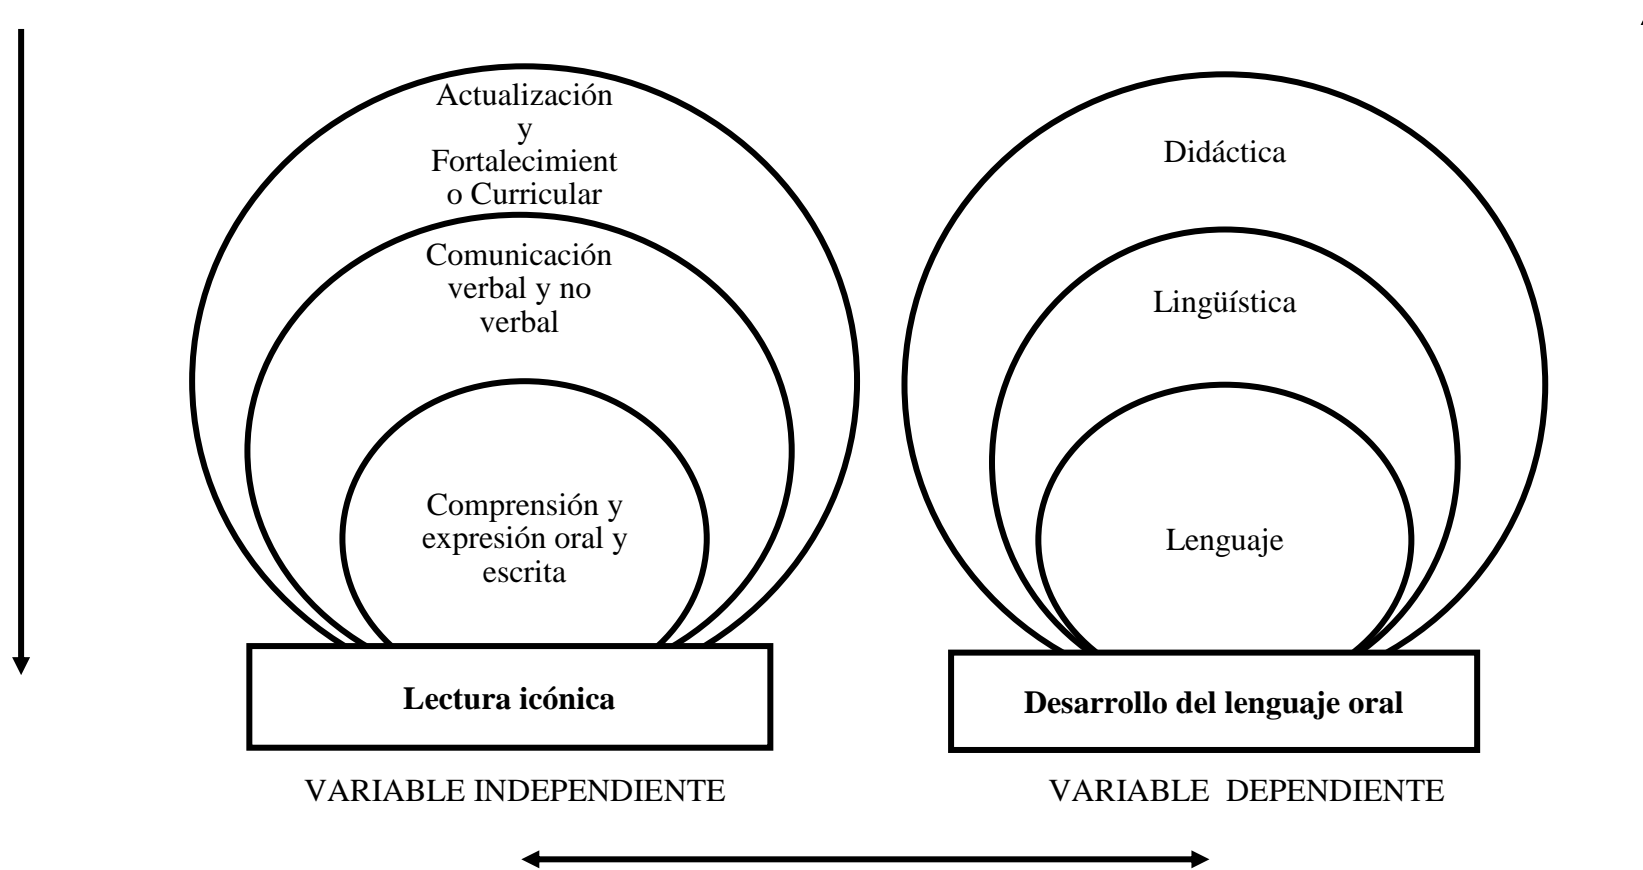 Actualización
y
Fortalecimient
o Curricular
Comunicación
verbal y no
verbal
Comprensión y
expresión oral y
escrita
Lectura icónica
VARIABLE INDEPENDIENTE
Didáctica
Lingüística
Lenguaje
Desarrollo del lenguaje oral
VARIABLE DEPENDIENTE